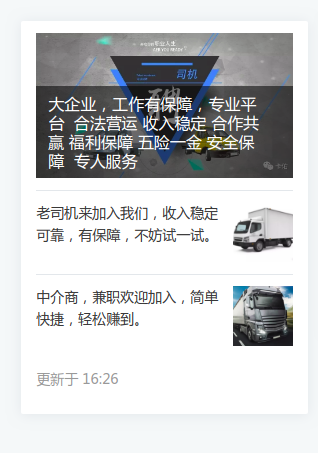 ARE YOU READY
司机
聘
大企业，工作有保障，专业平
台  合法营运 收入稳定 合作共
赢 福利保障 五险一金 安全保
障  专人服务
老司机来加入我们，收入稳定
可靠，有保障，不妨试一试。
中介商，兼职欢迎加入，简单
快捷，轻松赚到。
更新于 16:26